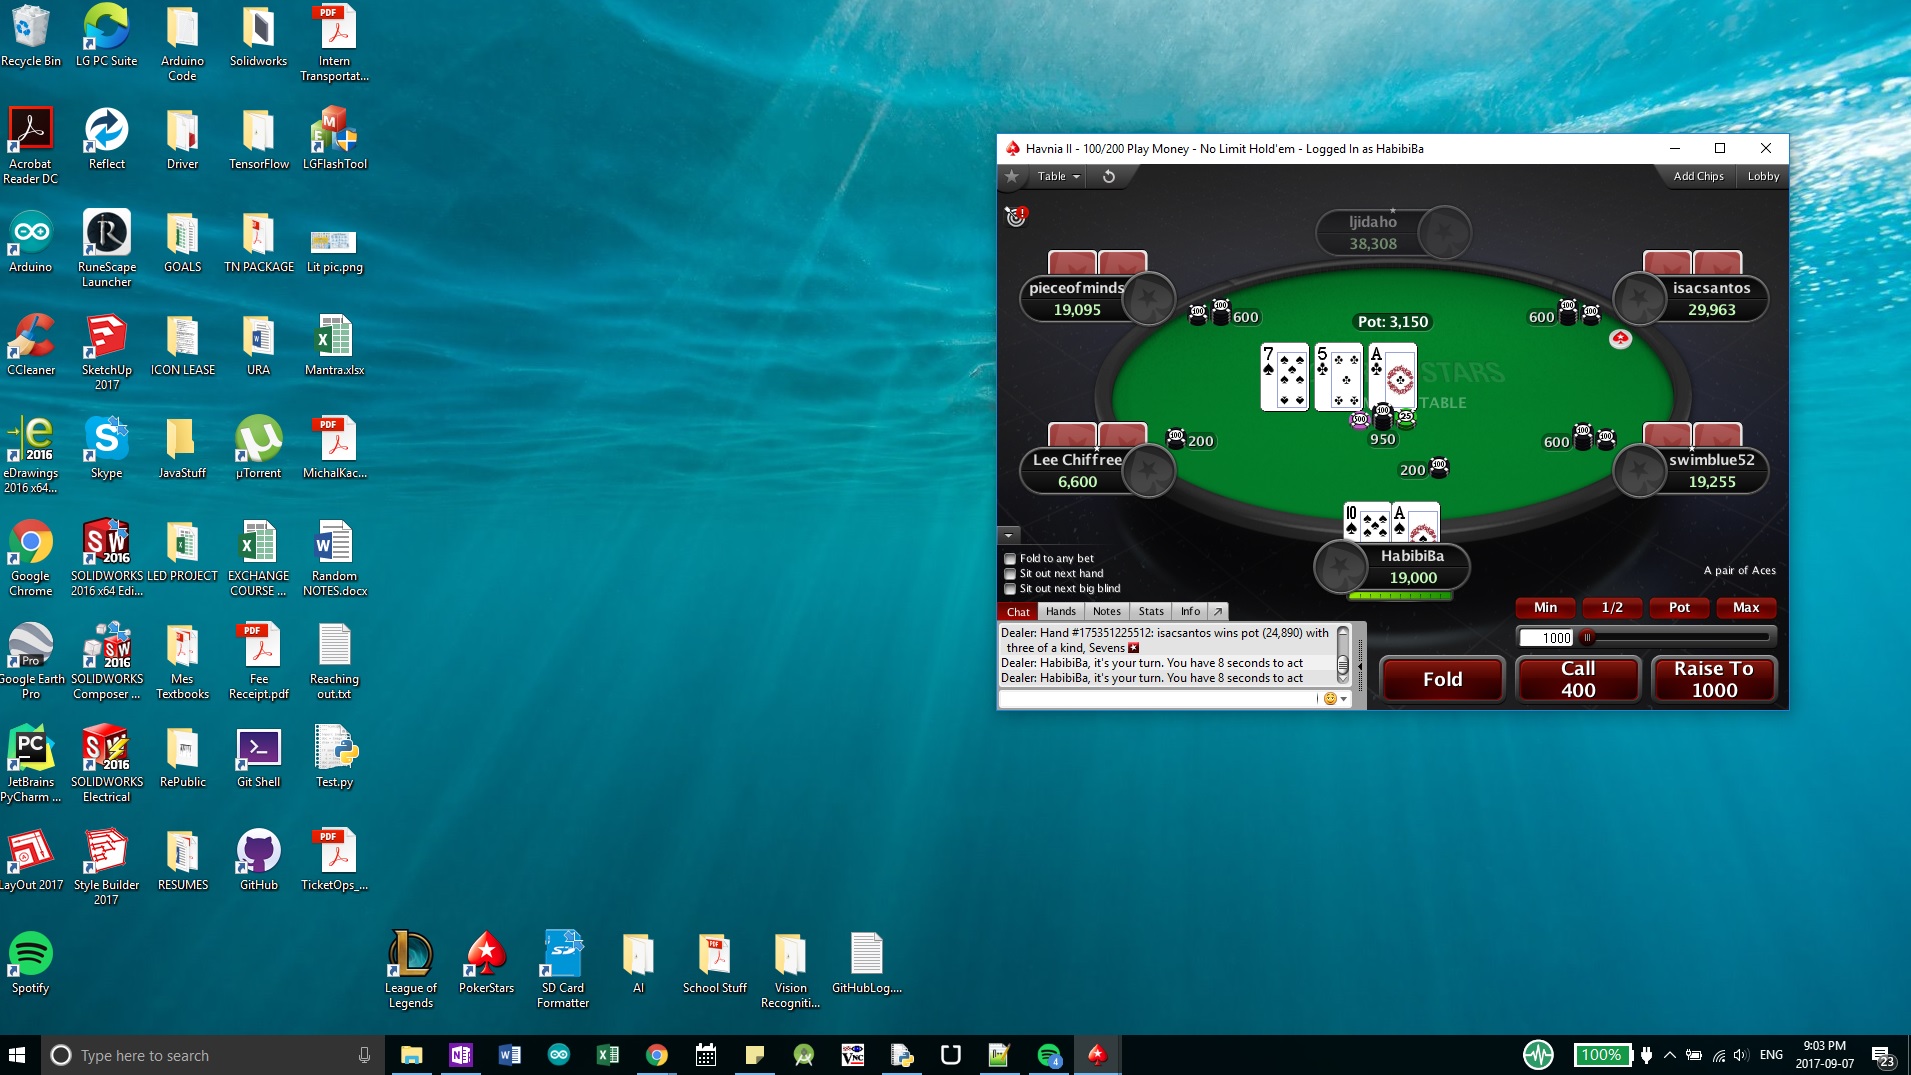 Recycle Bin
LG PC Suite
Arduino
Code
Solidworks
PDF
Intern
Transportat...
Acrobat
Reader DC
Reflect
Driver
TensorFlow
LGFlashTool
Arduino
RuneScape
Launcher
GOALS
TN PACKAGE
Lit pic.png
CCleaner
SketchUp
2017
ICON LEASE
URA
Mantra.xlsx
eDrawings
2016 x64...
Skype
JavaStuff
µTorrent
PDF
MichalKac...
Google
Chrome
SOLIDWORKS
2016 x64 Edi...
LED PROJECT
EXCHANGE
COURSE ...
Random
NOTES.docx
Google Earth
Pro
SOLIDWORKS
Composer ...
Mes
Textbooks
PDF
Fee
Receipt.pdf
Reaching
out.txt
JetBrains
PyCharm ...
SOLIDWORKS
Electrical
RePublic
Git Shell
Test.py
LayOut 2017
Style Builder
2017
RESUMES
GitHub
PDF
TicketOps_...
Spotify
League of
Legends
PokerStars
SD Card
Formatter
AI
School Stuff
Vision
Recogniti...
GitHubLog....
Havnia II - 100/200 Play Money - No Limit Hold'em - Logged In as HabibiBa
Table
Add Chips
Lobby
ljidaho
38,308
pieceofminds
19,095
isacsantos
29,963
600
600
Pot: 3,150
7
5
A
STARS
TABLE
950
200
600
200
Lee Chiffree
6,600
swimblue52
19,255
10
A
HabibiBa
19,000
Fold to any bet
Sit out next hand
Sit out next big blind
A pair of Aces
Chat
Hands
Notes
Stats
Info
Min
1/2
Pot
Max
1000
Dealer: Hand #175351225512: isacsantos wins pot (24,890) with
three of a kind, Sevens
Dealer: HabibiBa, it's your turn. You have 8 seconds to act
Dealer: HabibiBa, it's your turn. You have 8 seconds to act
Fold
Call
400
Raise To
1000
Type here to search
100%
ENG
9:03 PM
2017-09-07
23